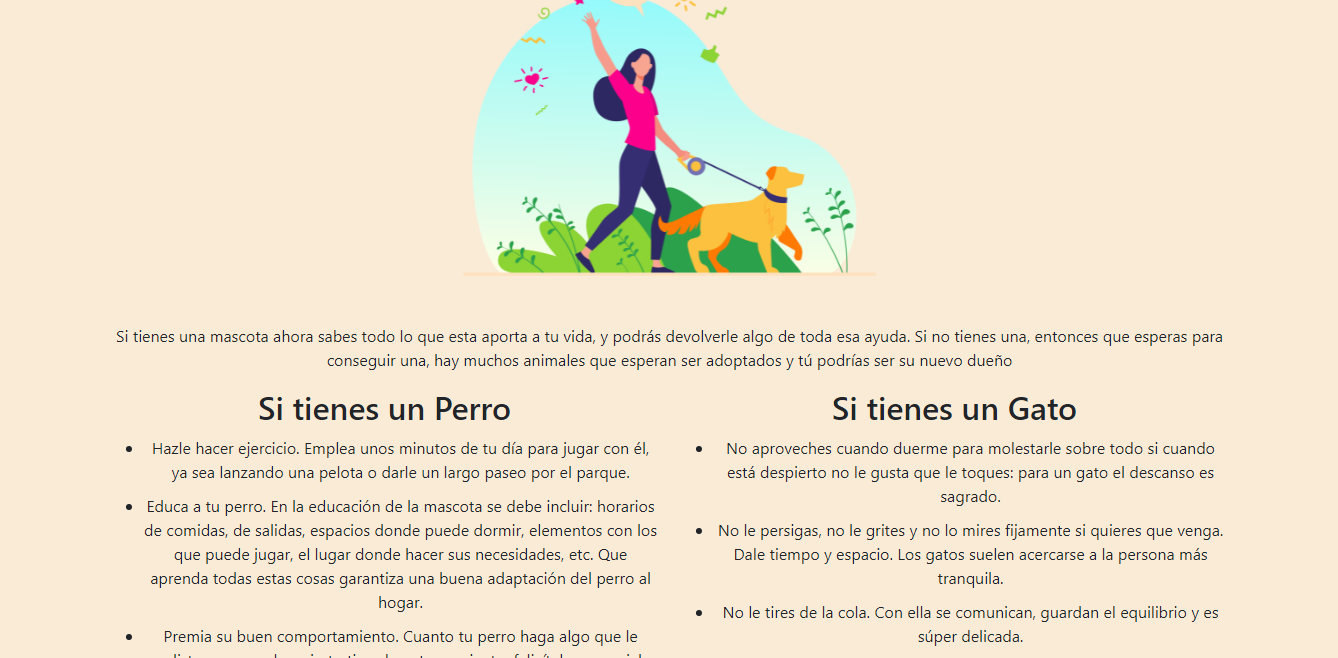 Si tienes una mascota ahora sabes todo lo que esta aporta a tu vida, y podrás devolverle algo de toda esa ayuda. Si no tienes una, entonces que esperas para
conseguir una, hay muchos animales que esperan ser adoptados y tú podrías ser su nuevo dueño
Si tienes un Perro
Hazle hacer ejercicio. Emplea unos minutos de tu día para jugar con él,
ya sea lanzando una pelota o darle un largo paseo por el parque.
Educa a tu perro. En la educación de la mascota se debe incluir: horarios
de comidas, de salidas, espacios donde puede dormir, elementos con los
que puede jugar, el lugar donde hacer sus necesidades, etc. Que
aprenda todas estas cosas garantiza una buena adaptación del perro al
hogar.
Premia su buen comportamiento. Cuanto tu perro haga algo que le
Si tienes un Gato
No aproveches cuando duerme para molestarle sobre todo si cuando
está despierto no le gusta que le toques: para un gato el descanso es
sagrado.
No le persigas, no le grites y no lo mires fijamente si quieres que venga.
Dale tiempo y espacio. Los gatos suelen acercarse a la persona más
tranquila.
No le tires de la cola. Con ella se comunican, guardan el equilibrio y es
súper delicada.